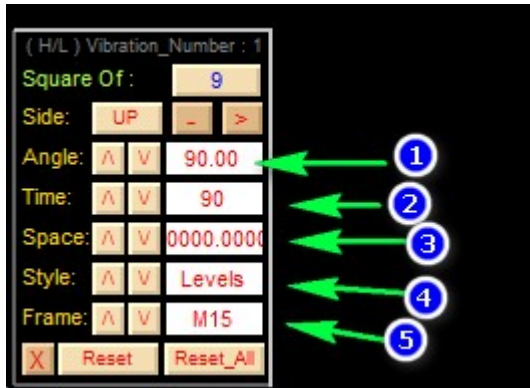 ( H/L ) Vibration_Number : 1
Square Of : 9
Side: UP _ >
Angle: Λ V 90.00 1
Time: Λ V 90 2
Space: Λ V 0000.0000 3
Style: Λ V Levels 4
Frame: Λ V M15 5
X Reset Reset_All